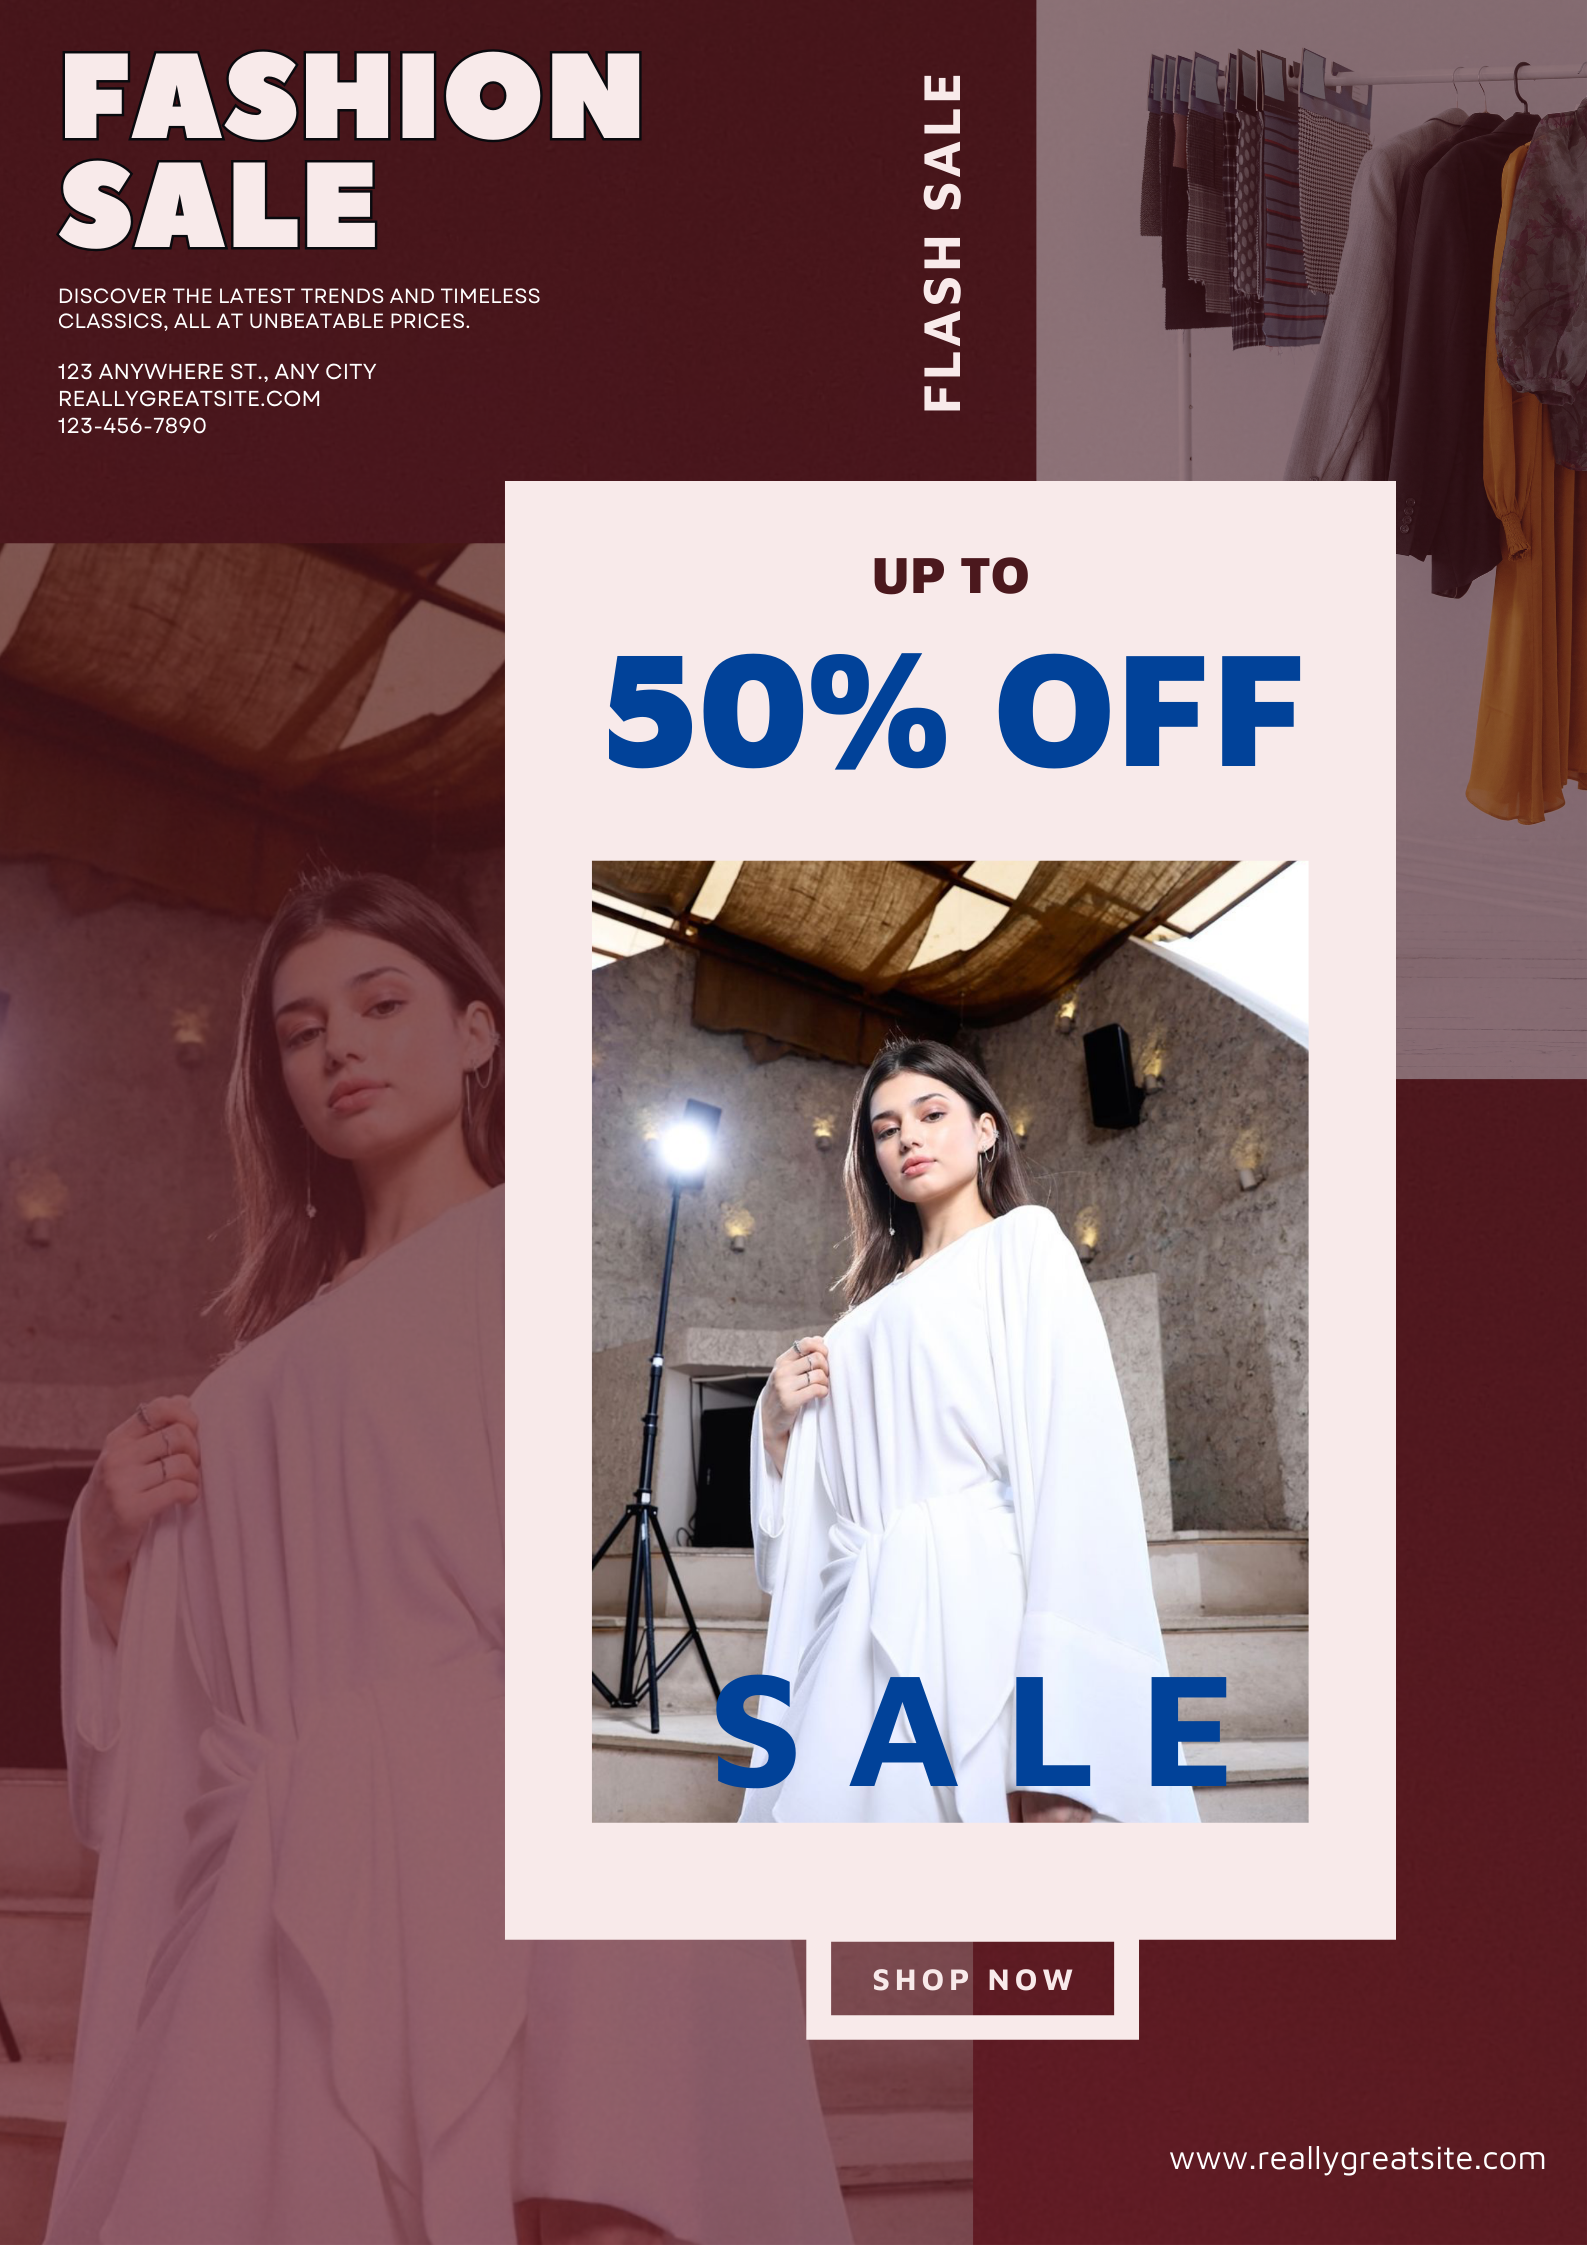 FASHION
SALE
DISCOVER THE LATEST TRENDS AND TIMELESS
CLASSICS, ALL AT UNBEATABLE PRICES.
123 ANYWHERE ST., ANY CITY
REALLYGREATSITE.COM
123-456-7890
FLASH SALE
UP TO
50% OFF
SALE
SHOP NOW
www.reallygreatsite.com